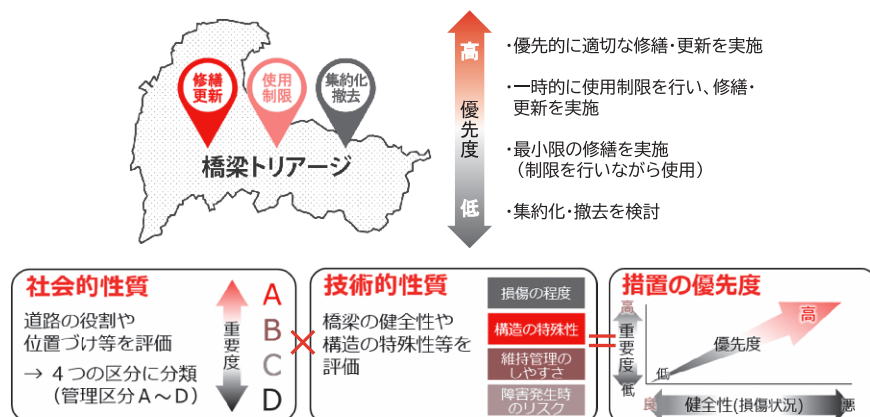 修繕
更新
使用
制限
集約化
撤去
橋梁トリアージ
高
優先度
低
・優先的に適切な修繕・更新を実施
・一時的に使用制限を行い、修繕・
更新を実施
・最小限の修繕を実施
（制限を行いながら使用）
・集約化・撤去を検討
社会的性質
道路の役割や
位置づけ等を評価
→ ４つの区分に分類
（管理区分Ａ～Ｄ）
重要度
A
B
C
D
×
技術的性質
橋梁の健全性や
構造の特殊性等を
評価
損傷の程度
構造の特殊性
維持管理の
しやすさ
障害発生時
のリスク
＝
措置の優先度
高
重要度
低
低
優先度
高
良
健全性(損傷状況)
悪